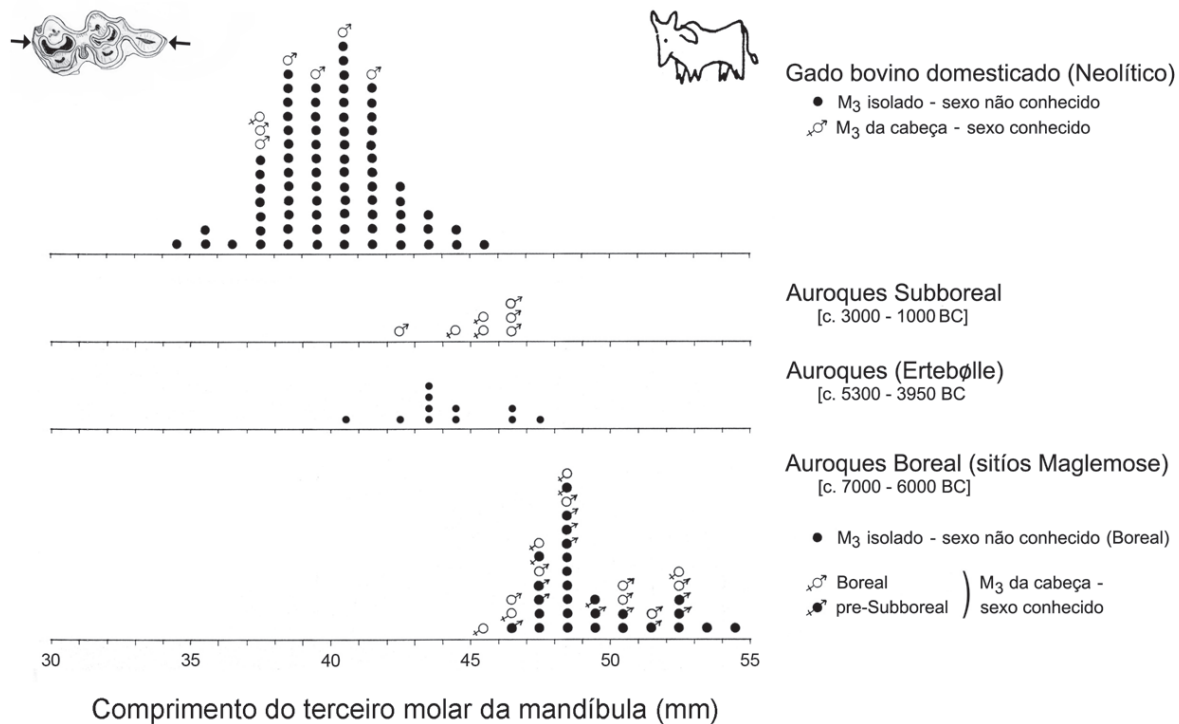 Gado bovino domesticado (Neolítico)
M3 isolado - sexo não conhecido
M3 da cabeça - sexo conhecido
Auroques Subboreal
[c. 3000 - 1000 BC]
Auroques (Ertebølle)
[c. 5300 - 3950 BC
Auroques Boreal (sitíos Maglemose)
[c. 7000 - 6000 BC]
M3 isolado - sexo não conhecido (Boreal)
Boreal
pre-Subboreal
) M3 da cabeça -
sexo conhecido
30 35 40 45 50 55
Comprimento do terceiro molar da mandíbula (mm)